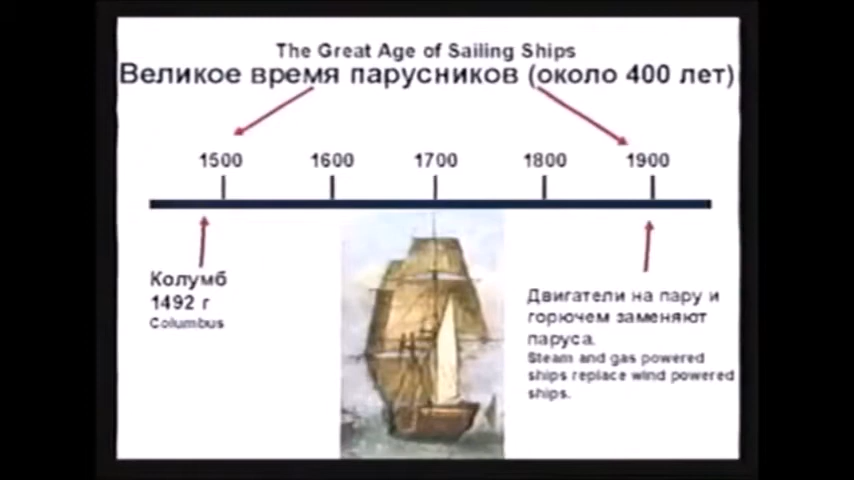 The Great Age of Sailing Ships
Великое время парусников (около 400 лет)
1500 1600 1700 1800 1900
Колумб
1492 г
Columbus
Двигатели на пару и
горючем заменяют
паруса.
Steam and gas powered
ships replace wind powered
ships.